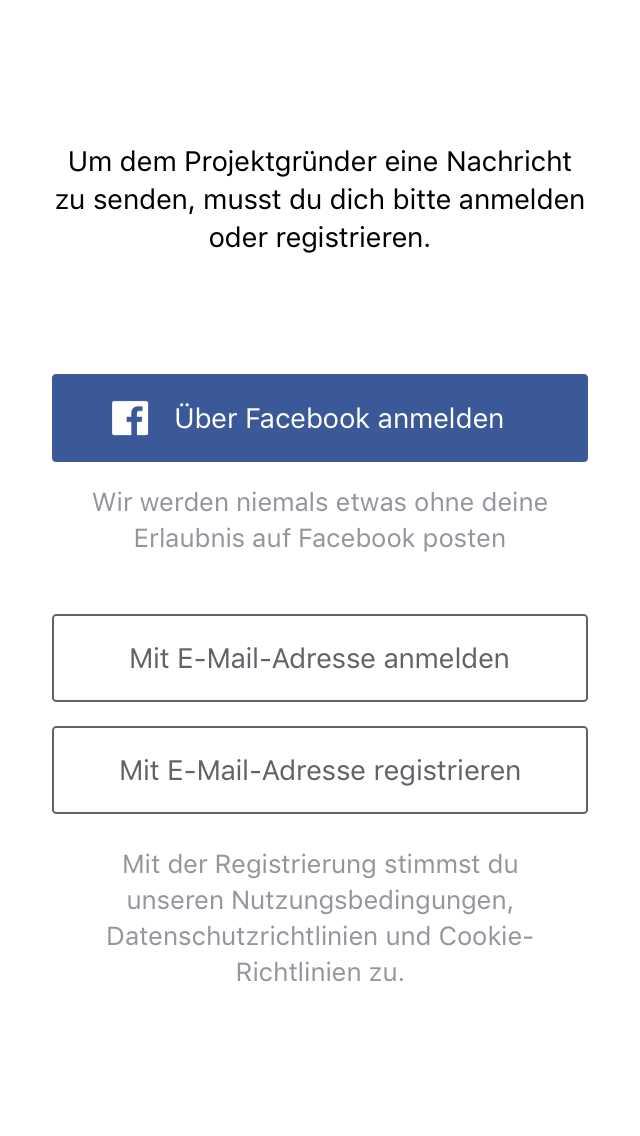 Um dem Projektgründer eine Nachricht
zu senden, musst du dich bitte anmelden
oder registrieren.
Über Facebook anmelden
Wir werden niemals etwas ohne deine
Erlaubnis auf Facebook posten
Mit E-Mail-Adresse anmelden
Mit E-Mail-Adresse registrieren
Mit der Registrierung stimmst du
unseren Nutzungsbedingungen,
Datenschutzrichtlinien und Cookie-
Richtlinien zu.